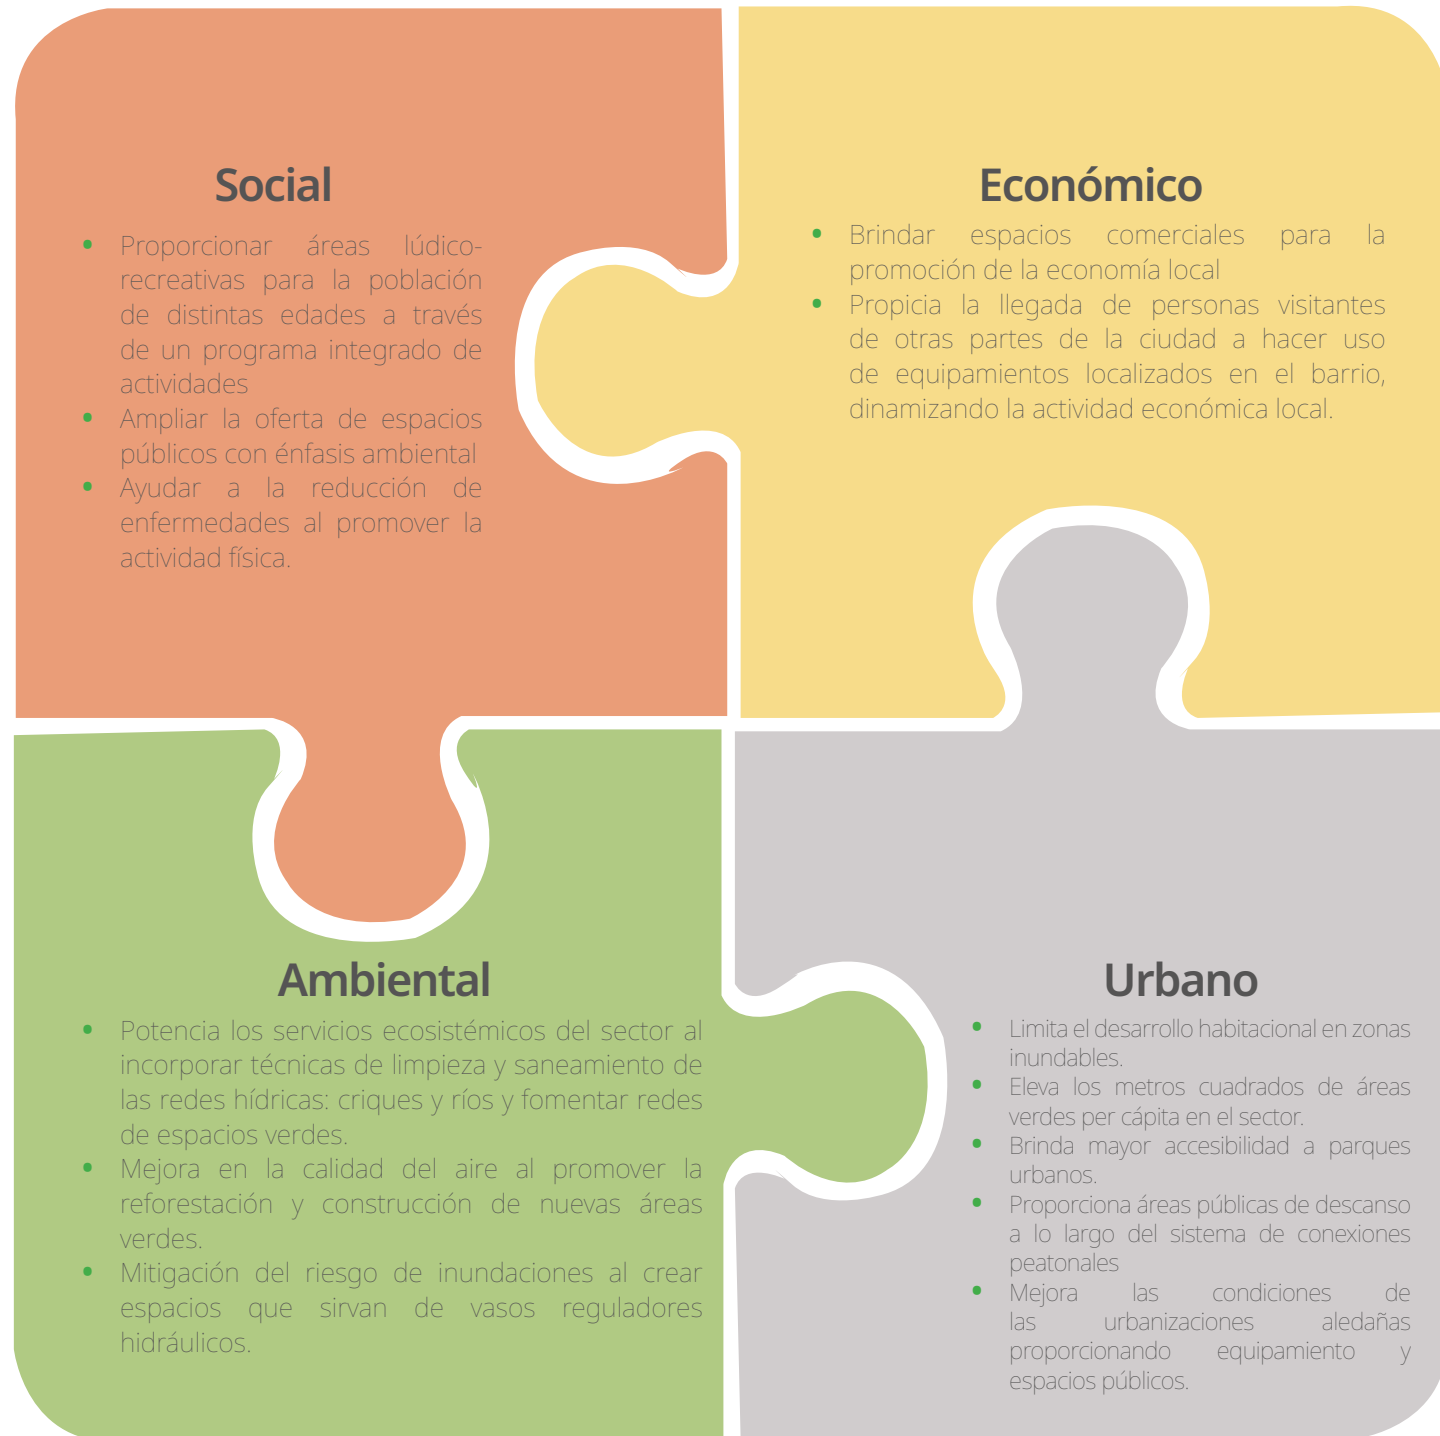 Social
• Proporcionar áreas lúdico-
recreativas para la población
de distintas edades a través
de un programa integrado de
actividades
• Ampliar la oferta de espacios
públicos con énfasis ambiental
• Ayudar a la reducción de
enfermedades al promover la
actividad física.
Económico
• Brindar espacios comerciales para la
promoción de la economía local
• Propicia la llegada de personas visitantes
de otras partes de la ciudad a hacer uso
de equipamientos localizados en el barrio,
dinamizando la actividad económica local.
Ambiental
• Potencia los servicios ecosistémicos del sector al
incorporar técnicas de limpieza y saneamiento de
las redes hídricas: criques y ríos y fomentar redes
de espacios verdes.
• Mejora en la calidad del aire al promover la
reforestación y construcción de nuevas áreas
verdes.
• Mitigación del riesgo de inundaciones al crear
espacios que sirvan de vasos reguladores
hidráulicos.
Urbano
• Limita el desarrollo habitacional en zonas
inundables.
• Eleva los metros cuadrados de áreas
verdes per cápita en el sector.
• Brinda mayor accesibilidad a parques
urbanos.
• Proporciona áreas públicas de descanso
a lo largo del sistema de conexiones
peatonales
• Mejora las condiciones de
las urbanizaciones aledañas
proporcionando equipamiento y
espacios públicos.